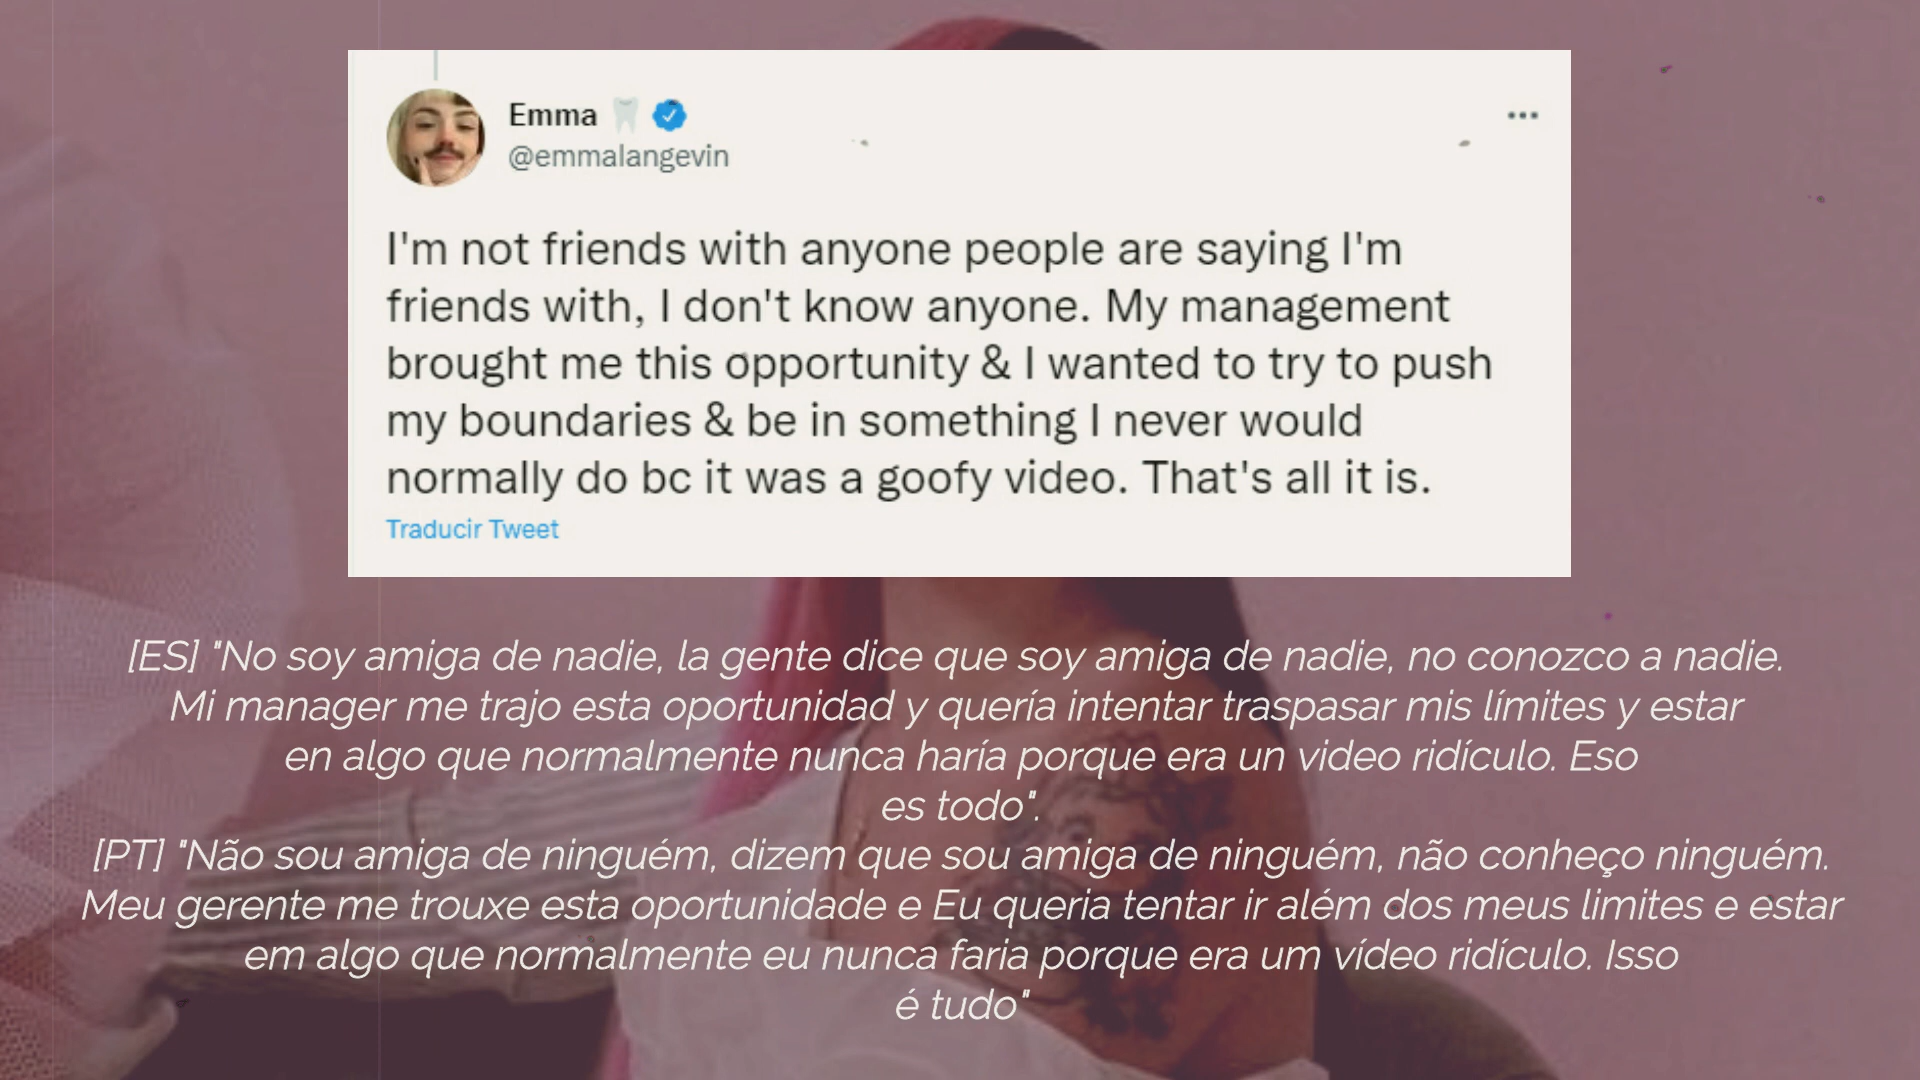 Emma 🦷
@emmalangevin
I'm not friends with anyone people are saying I'm
friends with, I don't know anyone. My management
brought me this opportunity & I wanted to try to push
my boundaries & be in something I never would
normally do bc it was a goofy video. That's all it is.
Traducir Tweet
[ES] "No soy amiga de nadie, la gente dice que soy amiga de nadie, no conozco a nadie.
Mi manager me trajo esta oportunidad y quería intentar traspasar mis límites y estar
en algo que normalmente nunca haría porque era un video ridículo. Eso
es todo".
[PT] "Não sou amiga de ninguém, dizem que sou amiga de ninguém, não conheço ninguém.
Meu gerente me trouxe esta oportunidade e Eu queria tentar ir além dos meus limites e estar
em algo que normalmente eu nunca faria porque era um vídeo ridículo. Isso
é tudo"